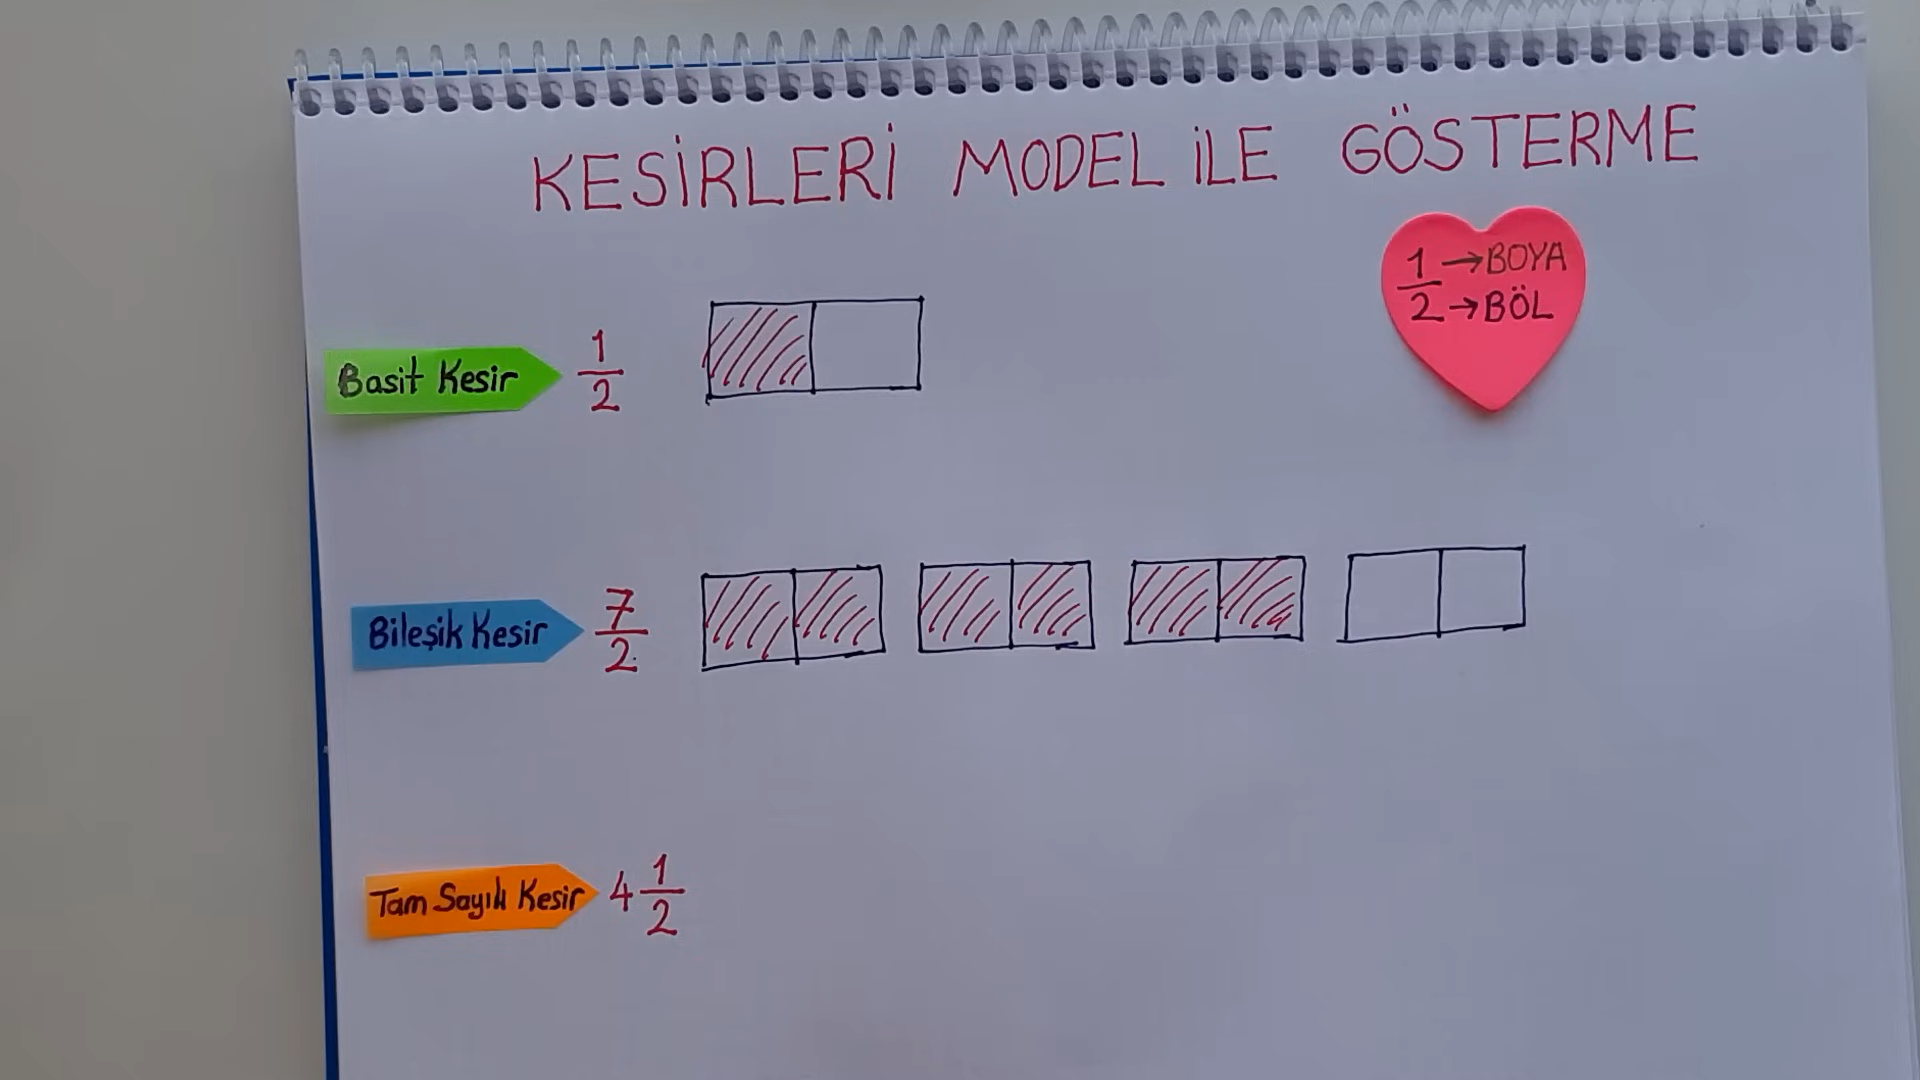 KESİRLERİ MODEL İLE GÖSTERME
1 → BOYA
2 → BÖL
Basit Kesir 1/2
Bileşik Kesir 7/2
Tam Sayılı Kesir 4 1/2